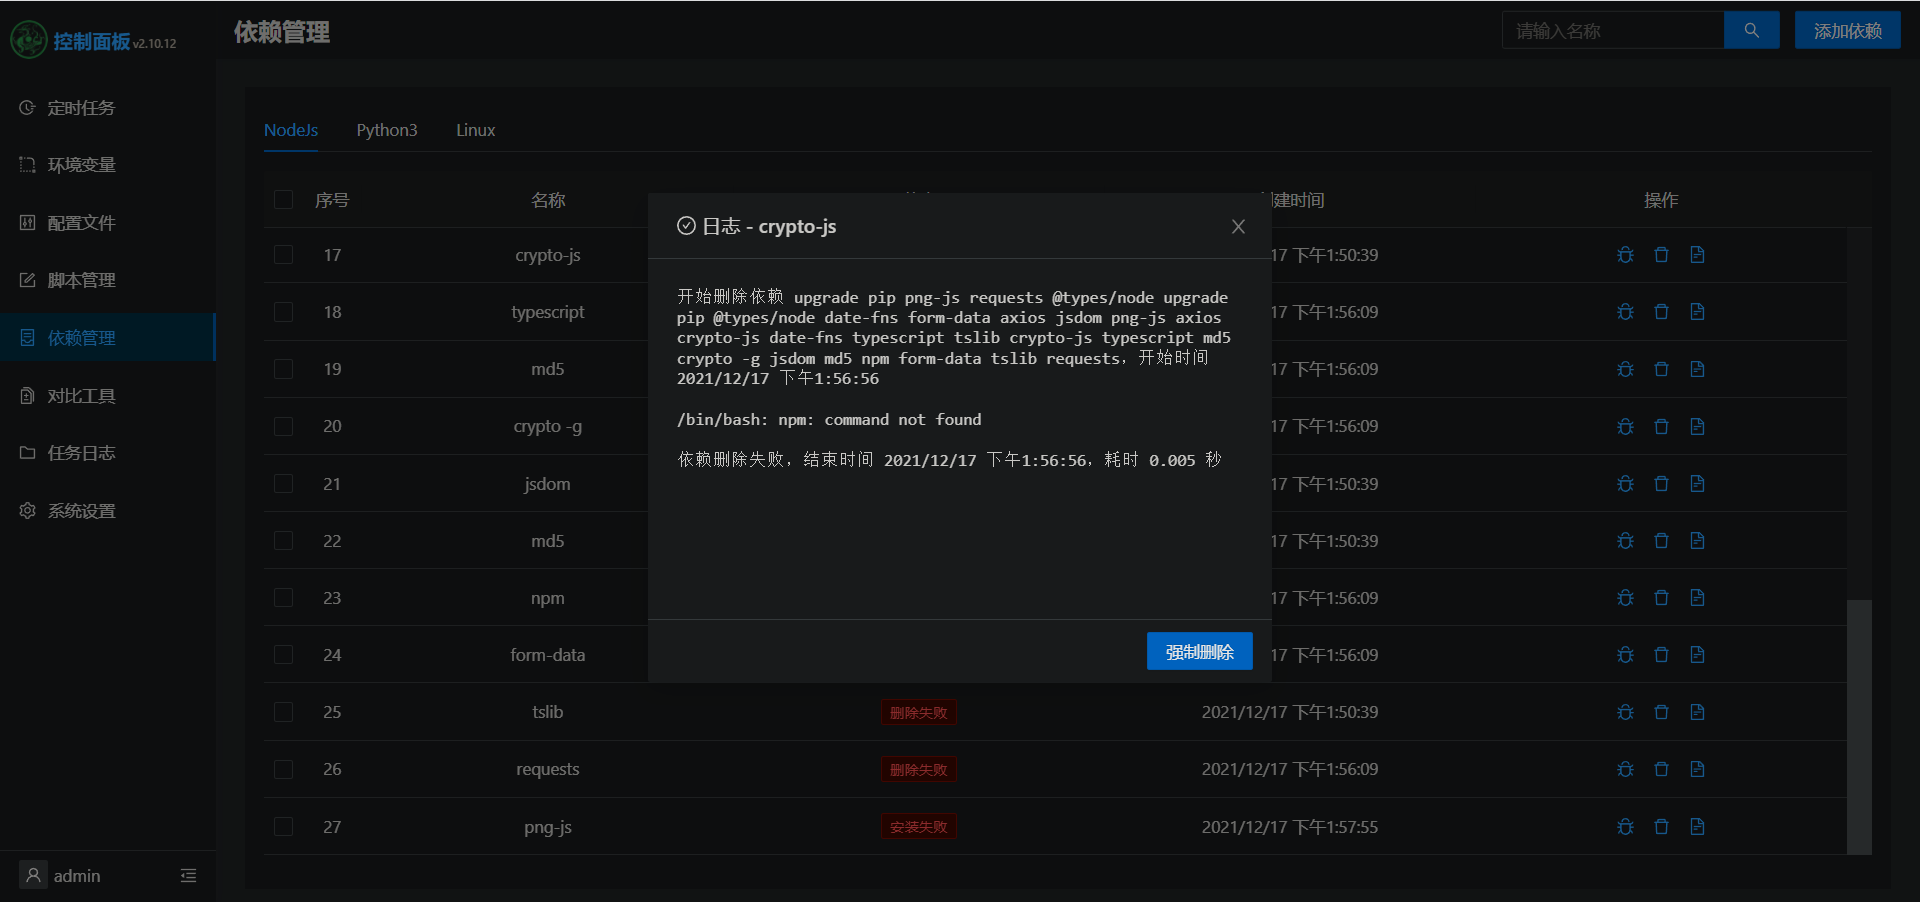 控制面板 v2.10.12
依赖管理
请输入名称
添加依赖
定时任务
环境变量
配置文件
脚本管理
依赖管理
对比工具
任务日志
系统设置
admin
NodeJs Python3 Linux
序号 名称 建时间 操作
17 crypto-js 17 下午1:50:39
18 typescript 17 下午1:56:09
19 md5 17 下午1:56:09
20 crypto -g 17 下午1:56:09
21 jsdom 17 下午1:50:39
22 md5 17 下午1:50:39
23 npm 17 下午1:56:09
24 form-data 17 下午1:56:09
25 tslib 删除失败 2021/12/17 下午1:50:39
26 requests 删除失败 2021/12/17 下午1:56:09
27 png-js 安装失败 2021/12/17 下午1:57:55
日志 - crypto-js
开始删除依赖 upgrade pip png-js requests @types/node upgrade
pip @types/node date-fns form-data axios jsdom png-js axios
crypto-js date-fns typescript tslib crypto-js typescript md5
crypto -g jsdom md5 npm form-data tslib requests，开始时间
2021/12/17 下午1:56:56
/bin/bash: npm: command not found
依赖删除失败，结束时间 2021/12/17 下午1:56:56，耗时 0.005 秒
强制删除